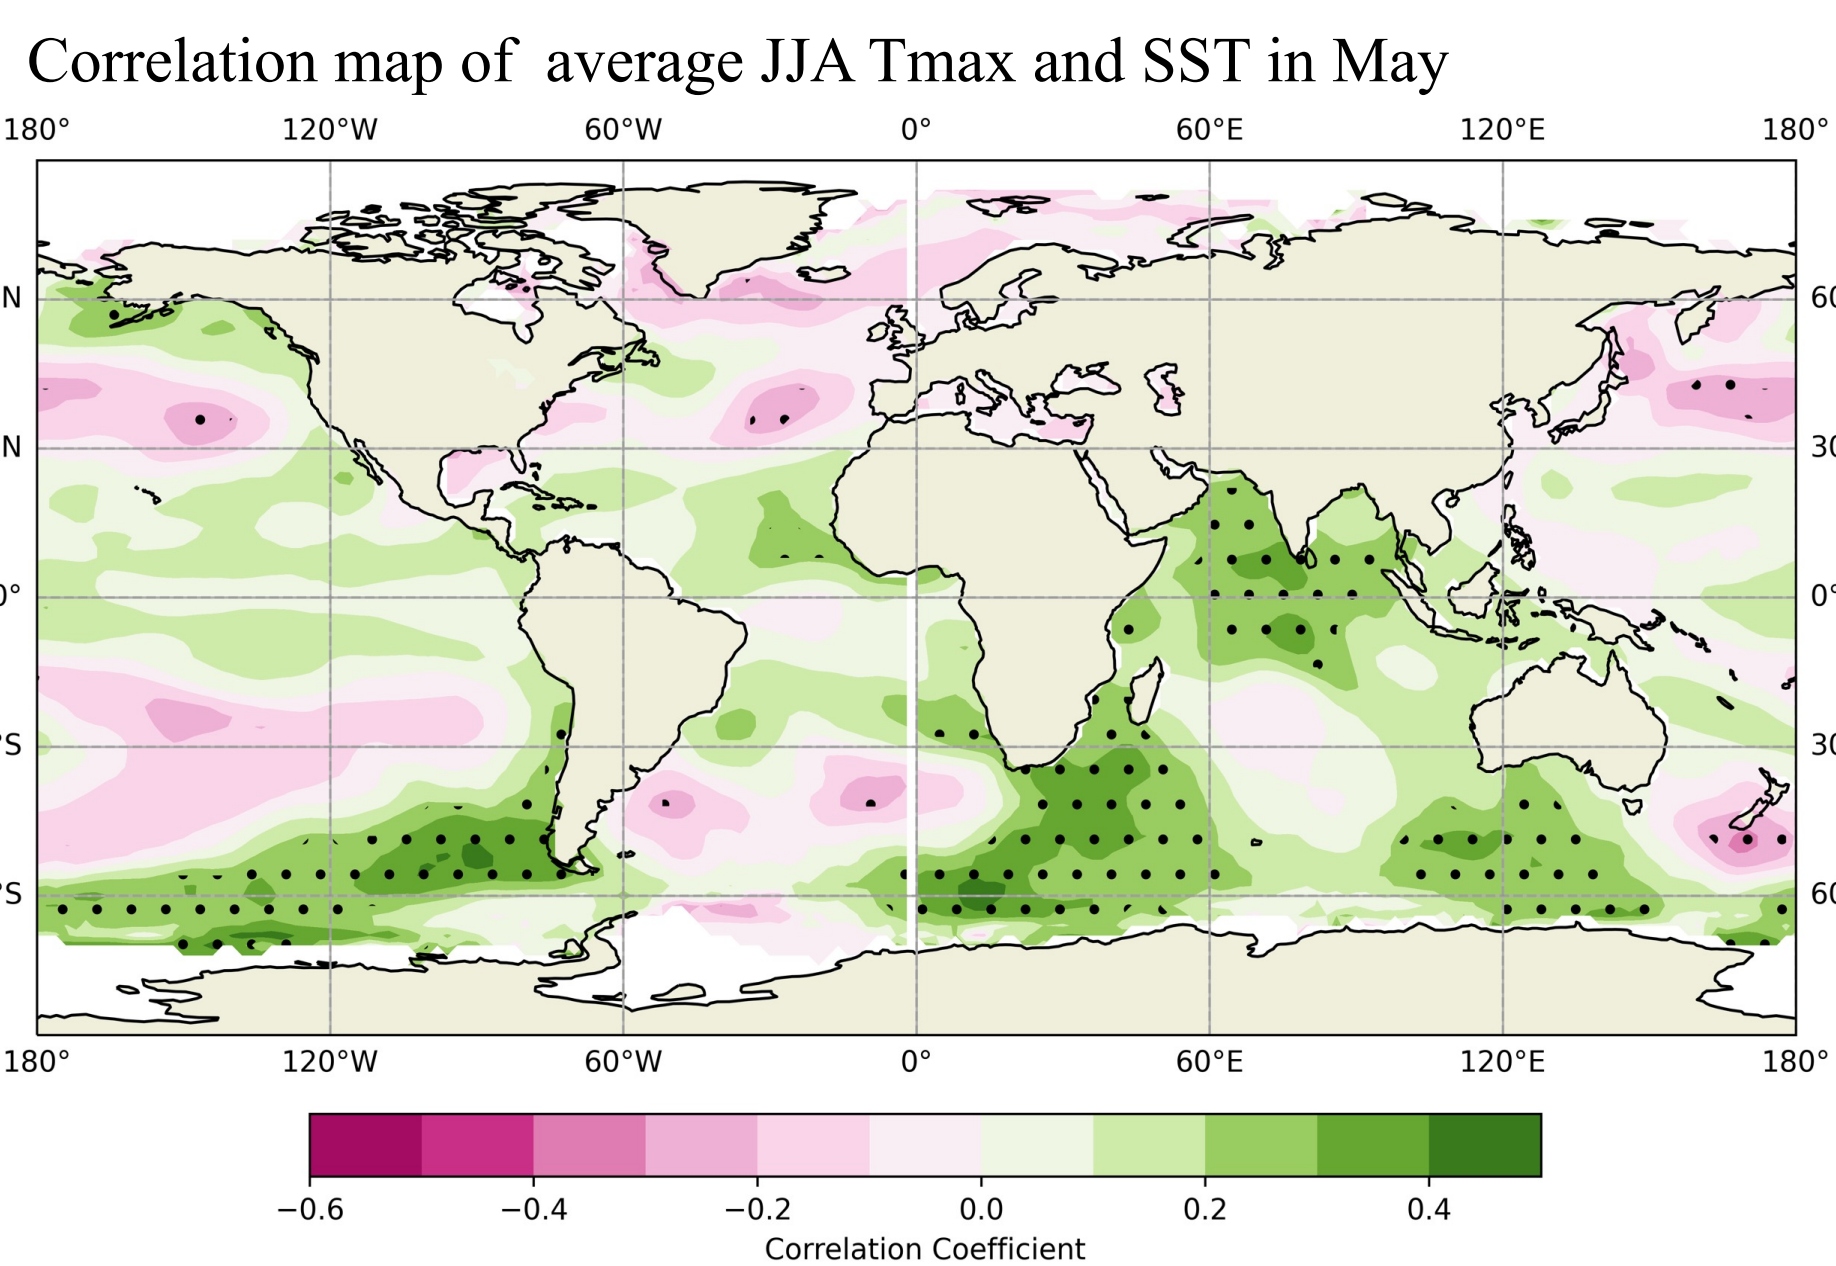 Correlation map of average JJA Tmax and SST in May
180° 120°W 60°W 0° 60°E 120°E 180°
N 60
N 30
0° 0°
°S 30
°S 60
180° 120°W 60°W 0° 60°E 120°E 180°
−0.6 −0.4 −0.2 0.0 0.2 0.4
Correlation Coefficient